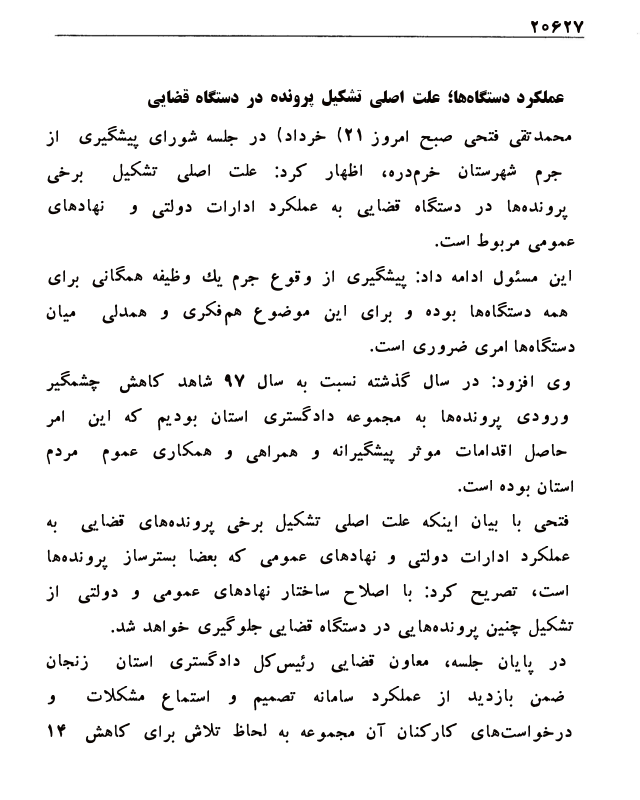 ۲۰۶۲۷
عملکرد دستگاه‌ها؛ علت اصلی تشکیل پرونده در دستگاه قضایی
محمدتقی فتحی صبح امروز ۲۱) خرداد) در جلسه شورای پیشگیری از
جرم شهرستان خرم‌دره، اظهار کرد: علت اصلی تشکیل برخی
پرونده‌ها در دستگاه قضایی به عملکرد ادارات دولتی و نهادهای
عمومی مربوط است.
این مسئول ادامه داد: پیشگیری از وقوع جرم یك وظیفه همگانی برای
همه دستگاه‌ها بوده و برای این موضوع هم‌فکری و همدلی میان
دستگاه‌ها امری ضروری است.
وی افزود: در سال گذشته نسبت به سال ۹۷ شاهد کاهش چشمگیر
ورودی پرونده‌ها به مجموعه دادگستری استان بودیم که این امر
حاصل اقدامات موثر پیشگیرانه و همراهی و همکاری عموم مردم
استان بوده است.
فتحی با بیان اینکه علت اصلی تشکیل برخی پرونده‌های قضایی به
عملکرد ادارات دولتی و نهادهای عمومی که بعضا بسترساز پرونده‌ها
است، تصریح کرد: با اصلاح ساختار نهادهای عمومی و دولتی از
تشکیل چنین پرونده‌هایی در دستگاه قضایی جلوگیری خواهد شد.
در پایان جلسه، معاون قضایی رئیس‌کل دادگستری استان زنجان
ضمن بازدید از عملکرد سامانه تصمیم و استماع مشکلات و
درخواست‌های کارکنان آن مجموعه به لحاظ تلاش برای کاهش ۱۴